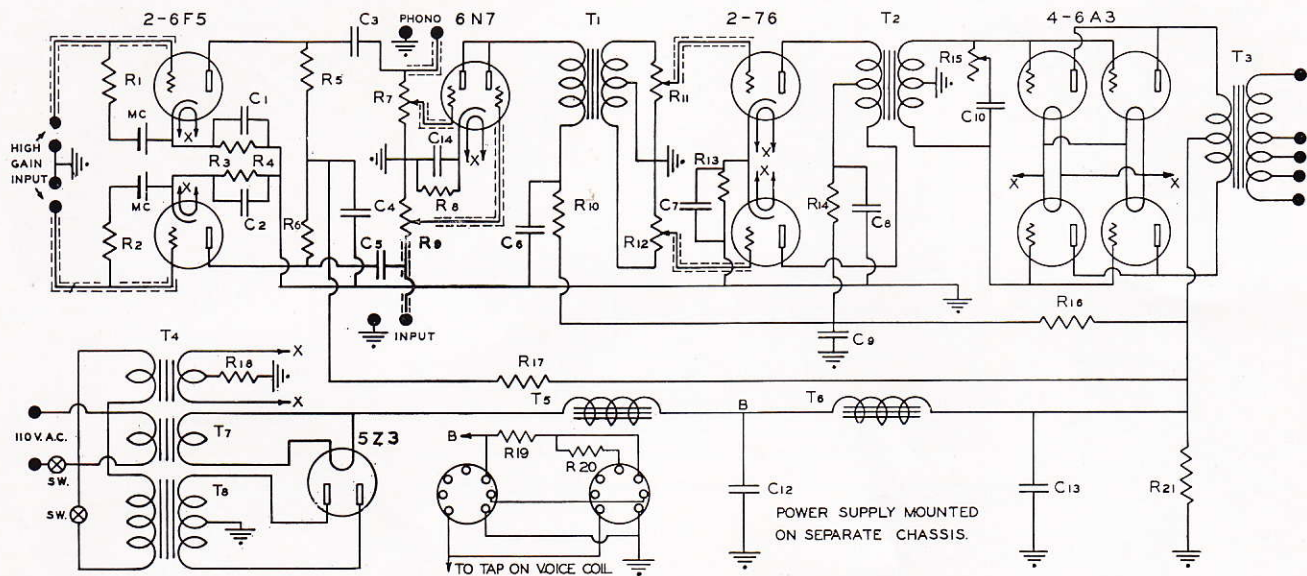 2-6F5
C3
PHONO
6N7
T1
2-76
T2
4-6A3
R1
R5
R7
R11
R15
T3
C1
MC
HIGH
GAIN
INPUT
R3
R4
X
C14
X
X
C10
R13
X
X
X
MC
C2
R2
R6
C4
R8
R10
C7
R14
C8
C5
R9
C6
R12
INPUT
R16
C9
T4
X
R18
R17
X
T5
B
T6
110 V. A.C.
T7
5Z3
B
R19
SW.
R20
T8
SW.
C12
C13
R21
POWER SUPPLY MOUNTED
ON SEPARATE CHASSIS.
TO TAP ON VOICE COIL